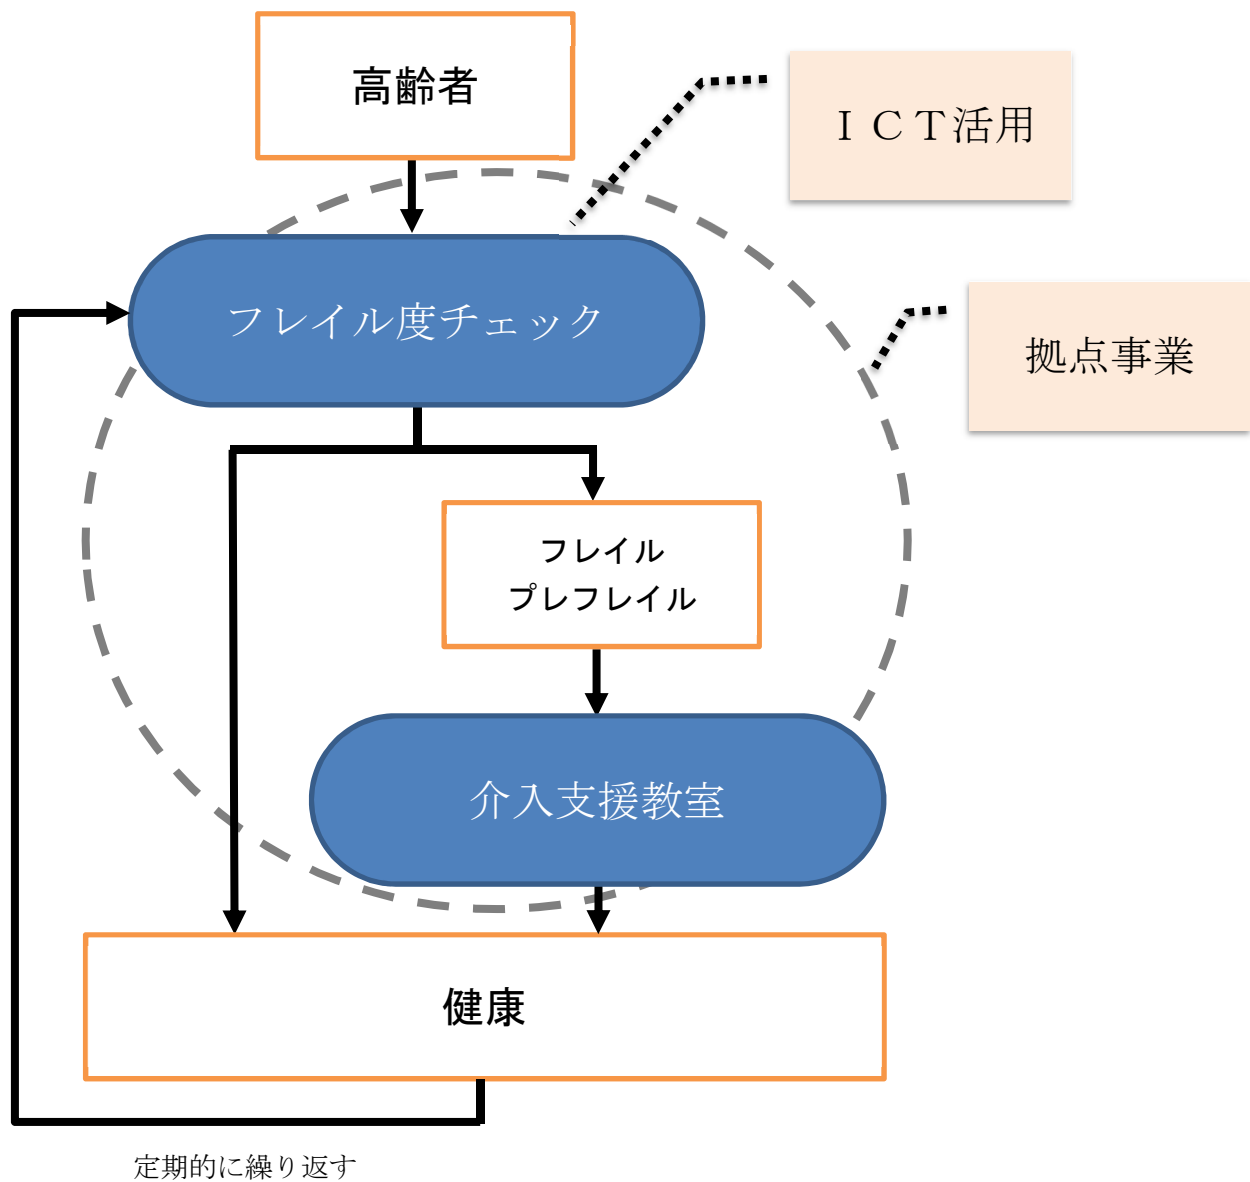 高齢者
ＩＣＴ活用
フレイル度チェック
拠点事業
フレイル
プレフレイル
介入支援教室
健康
定期的に繰り返す